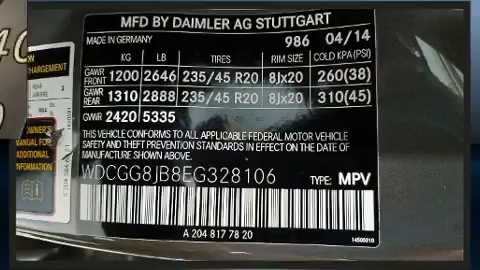 MFD BY DAIMLER AG STUTTGART
MADE IN GERMANY 986 04/14
KG LB TIRES RIM SIZE COLD KPA(PSI)
GAWR FRONT 1200 2646 235/45 R20 8Jx20 260(38)
GAWR REAR 1310 2888 235/45 R20 8Jx20 310(45)
GVWR 2420 5335
THIS VEHICLE CONFORMS TO ALL APPLICABLE FEDERAL MOTOR VEHICLE
SAFETY AND THEFT PREVENTION STANDARDS IN EFFECT ON THE DATE OF
MANUFACTURE SHOWN ABOVE.
WDCGG8JB8EG328106 TYPE: MPV
A 204 817 78 20
OWNER'S
MANUAL FOR
ADDITIONAL
INFORMATION